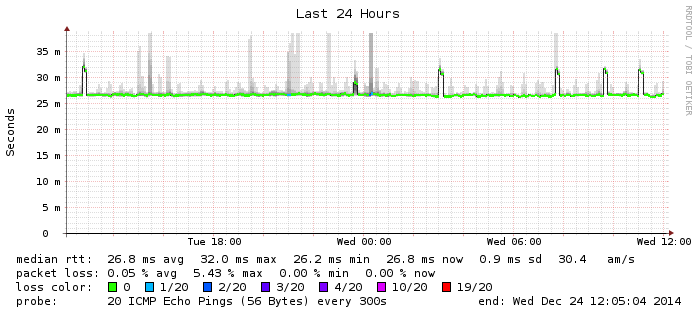 Last 24 Hours
RRDTOOL / TOBI OETIKER
Seconds
35 m
30 m
25 m
20 m
15 m
10 m
5 m
0
Tue 18:00 Wed 00:00 Wed 06:00 Wed 12:00
median rtt: 26.8 ms avg 32.0 ms max 26.2 ms min 26.8 ms now 0.9 ms sd 30.4 am/s
packet loss: 0.05 % avg 5.43 % max 0.00 % min 0.00 % now
loss color: 0 1/20 2/20 3/20 4/20 10/20 19/20
probe: 20 ICMP Echo Pings (56 Bytes) every 300s end: Wed Dec 24 12:05:04 2014